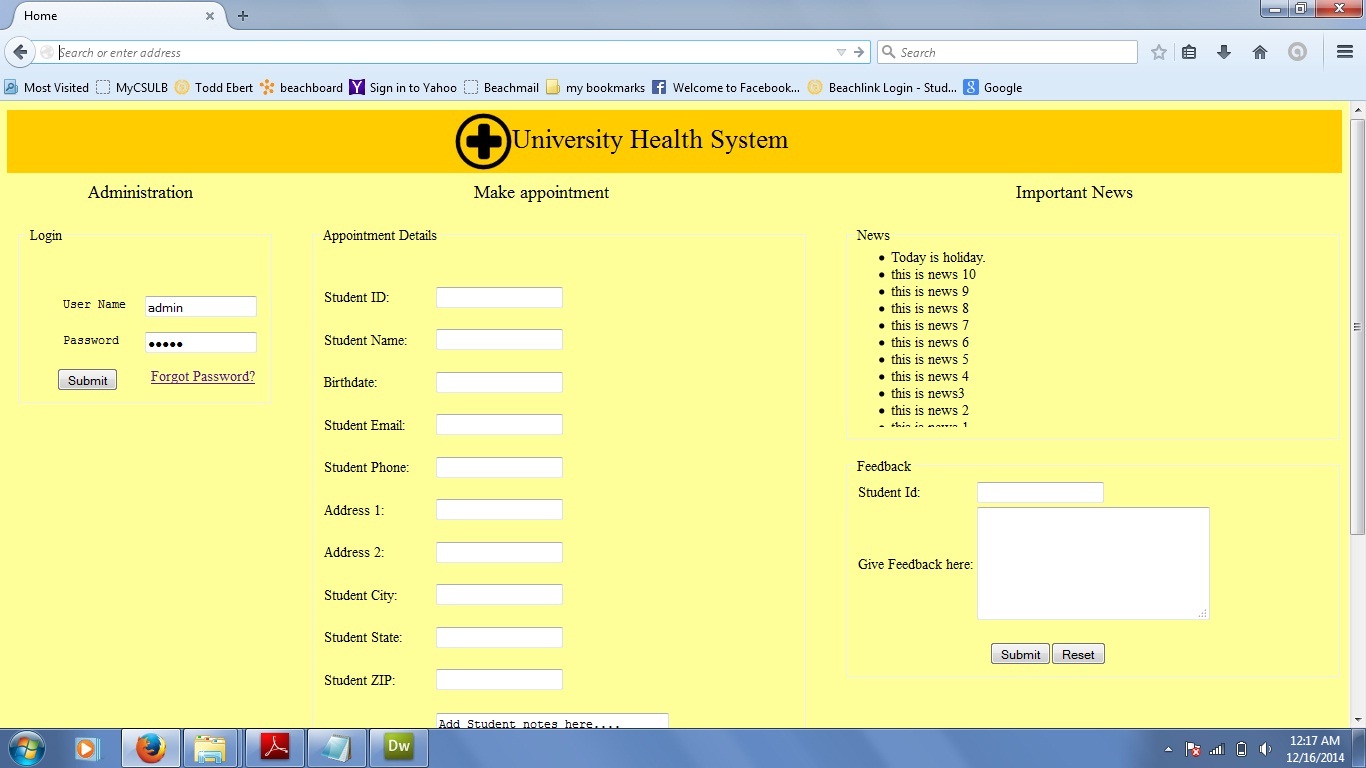 Home
Search or enter address
Search
Most Visited MyCSULB Todd Ebert beachboard Sign in to Yahoo Beachmail my bookmarks Welcome to Facebook... Beachlink Login - Stud... Google
University Health System
Administration
Login
User Name admin
Password •••••
Submit Forgot Password?
Make appointment
Appointment Details
Student ID:
Student Name:
Birthdate:
Student Email:
Student Phone:
Address 1:
Address 2:
Student City:
Student State:
Student ZIP:
Add Student notes here....
Important News
News
• Today is holiday.
• this is news 10
• this is news 9
• this is news 8
• this is news 7
• this is news 6
• this is news 5
• this is news 4
• this is news3
• this is news 2
• this is news 1
Feedback
Student Id:
Give Feedback here:
Submit Reset
Dw
12:17 AM
12/16/2014